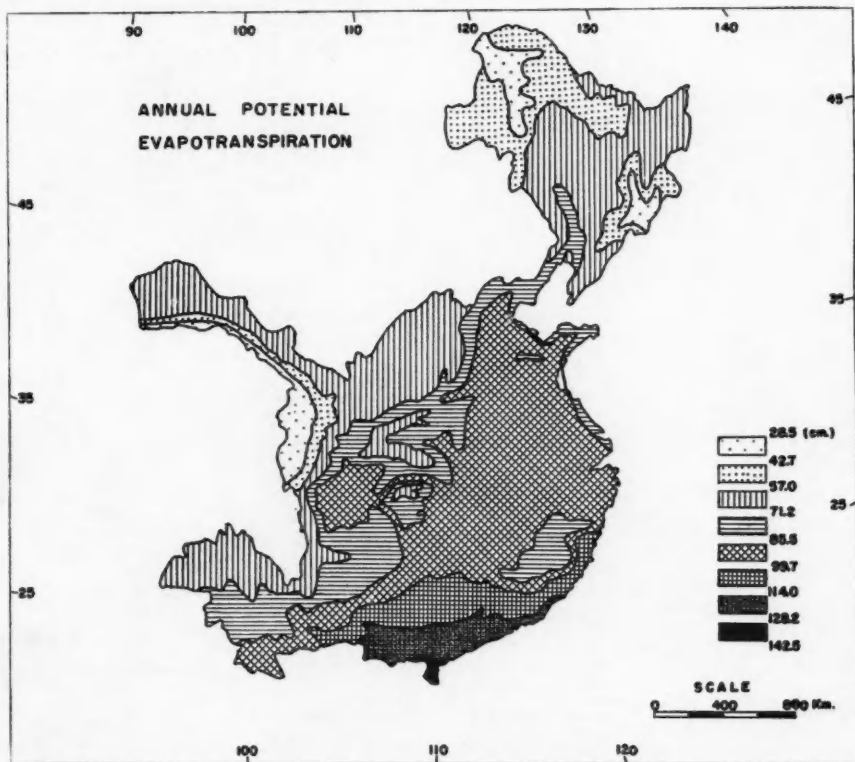 90 100 110 120 130 140
ANNUAL POTENTIAL
EVAPOTRANSPIRATION
45
45
35
35
28.5 (cm.)
42.7
57.0
71.2
85.5
99.7
114.0
128.2
142.5
25
25
SCALE
0 400 800 Km.
100 110 120